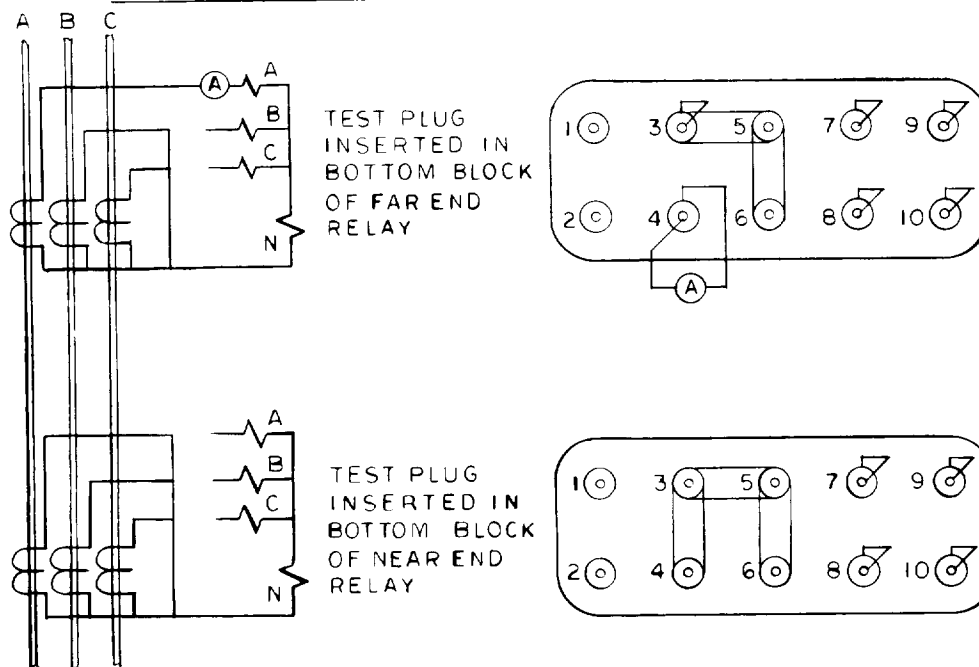 A B C
A
A
B
C
N
TEST PLUG
INSERTED IN
BOTTOM BLOCK
OF FAR END
RELAY
1 3 5 7 9
2 4 6 8 10
A
A
B
C
N
TEST PLUG
INSERTED IN
BOTTOM BLOCK
OF NEAR END
RELAY
1 3 5 7 9
2 4 6 8 10